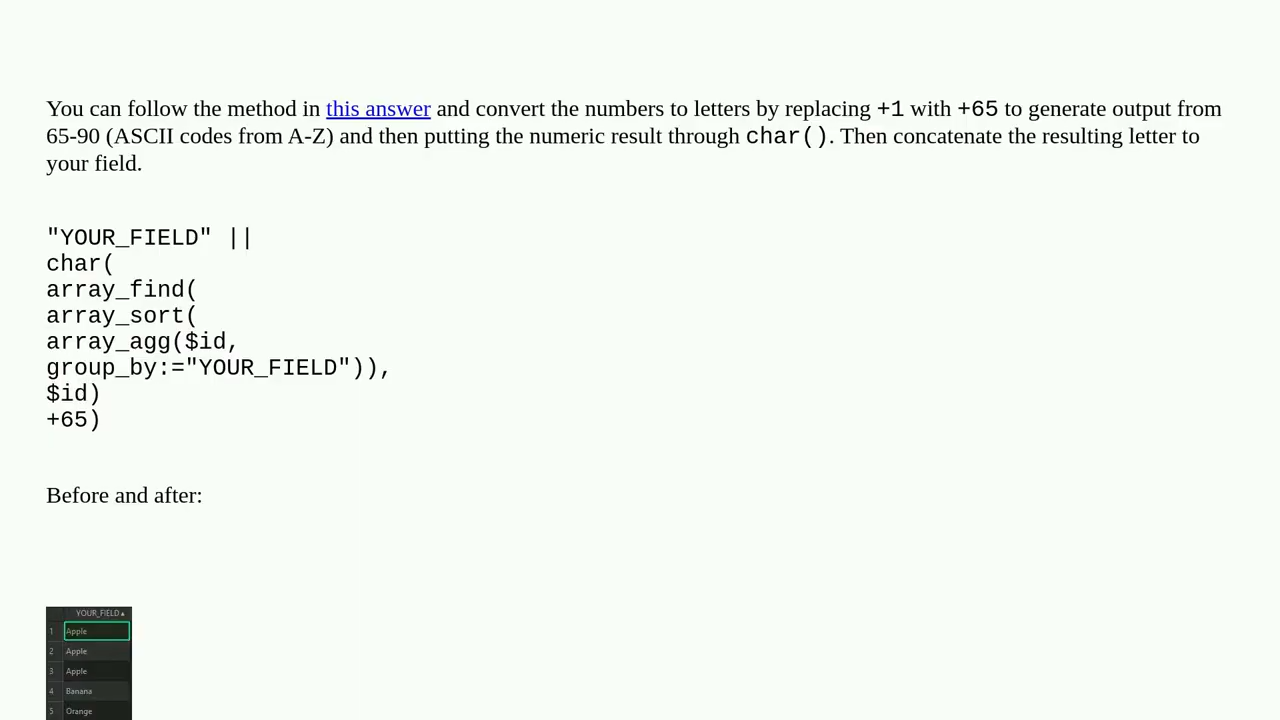 You can follow the method in this answer and convert the numbers to letters by replacing +1 with +65 to generate output from
65-90 (ASCII codes from A-Z) and then putting the numeric result through char(). Then concatenate the resulting letter to
your field.
"YOUR_FIELD" ||
char(
array_find(
array_sort(
array_agg($id,
group_by:="YOUR_FIELD")),
$id)
+65)
Before and after:
YOUR_FIELD
1 Apple
2 Apple
3 Apple
4 Banana
5 Orange